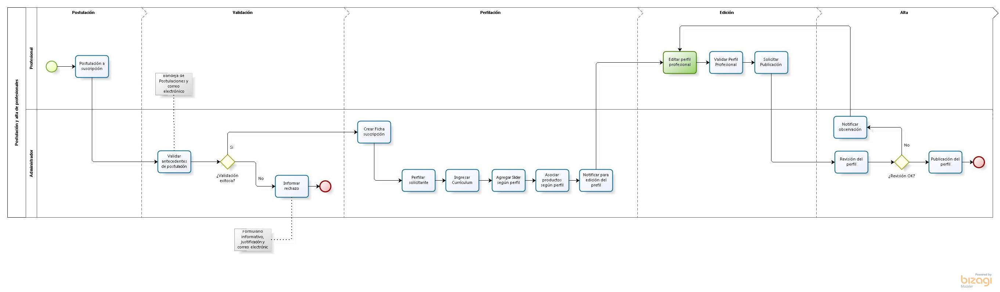 Postulación
Validación
Perfilación
Edición
Alta
Postulación y alta de profesionales
Profesional
Administrador
Postulación a
suscripción
Bandeja de
Postulaciones y
correo
electrónico
Editar perfil
profesional
Validar Perfil
Profesional
Solicitar
Publicación
Crear Ficha
suscripción
Notificar
observación
Si
No
Validar
antecedentes
de postulación
¿Validación
exitosa?
No
Informar
rechazo
Perfilar
solicitante
Ingresar
Currículum
Agregar Slider
según perfil
Asociar
productos
según perfil
Notificar para
edición del
prefil
Revisión del
perfil
¿Revisión OK?
Publicación del
perfil
Formulario
informativo,
justificación y
correo electrónic
Powered by
bizagi
Modeler